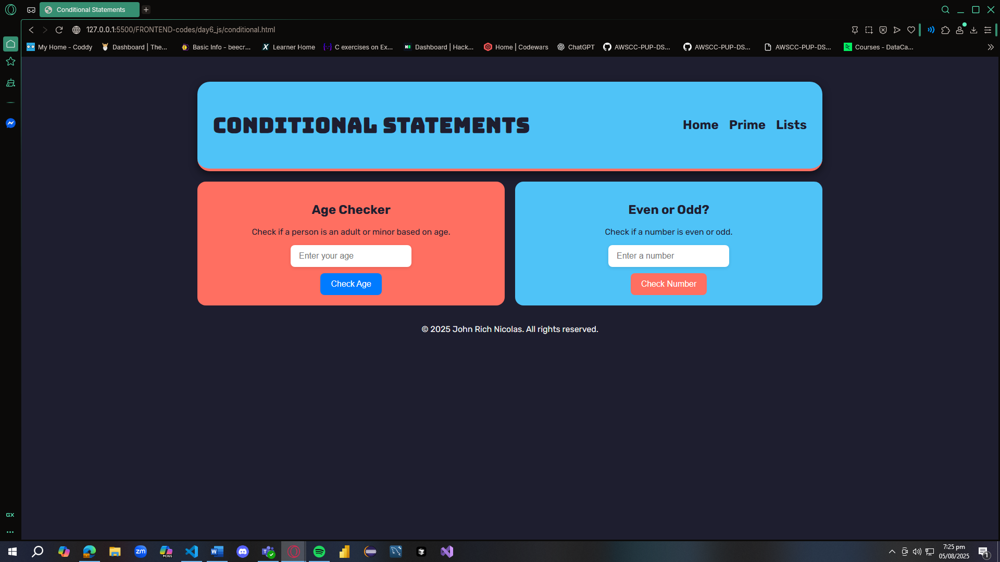 Conditional Statements
127.0.0.1:5500/FRONTEND-codes/day6_js/conditional.html
My Home - Coddy
Dashboard | The...
Basic Info - beecr...
Learner Home
C exercises on Ex...
Dashboard | Hack...
Home | Codewars
ChatGPT
AWSCC-PUP-DS...
AWSCC-PUP-DS...
AWSCC-PUP-DS...
Courses - DataCa...
CONDITIONAL STATEMENTS
Home
Prime
Lists
Age Checker
Check if a person is an adult or minor based on age.
Enter your age
Check Age
Even or Odd?
Check if a number is even or odd.
Enter a number
Check Number
© 2025 John Rich Nicolas. All rights reserved.
GX
zm
M365
7:25 pm
05/08/2025
1